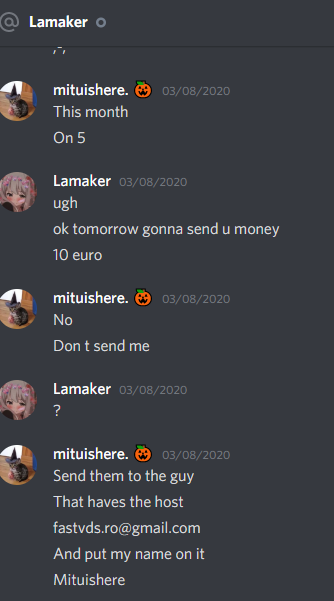 Lamaker
;-;
mituishere. 03/08/2020
This month
On 5
Lamaker 03/08/2020
ugh
ok tomorrow gonna send u money
10 euro
mituishere. 03/08/2020
No
Don t send me
Lamaker 03/08/2020
?
mituishere. 03/08/2020
Send them to the guy
That haves the host
fastvds.ro@gmail.com
And put my name on it
Mituishere